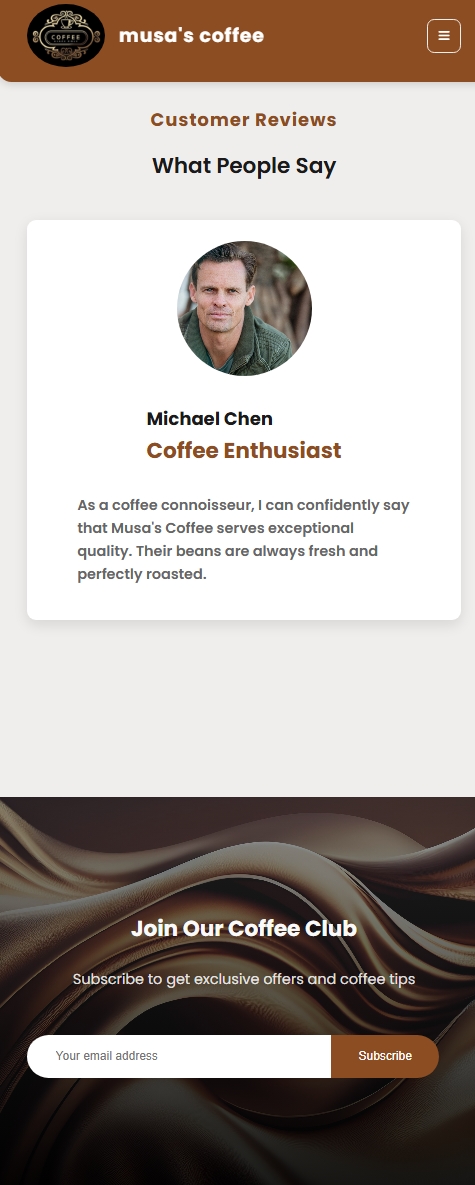 COFFEE
musa's coffee
Customer Reviews
What People Say
Michael Chen
Coffee Enthusiast
As a coffee connoisseur, I can confidently say
that Musa's Coffee serves exceptional
quality. Their beans are always fresh and
perfectly roasted.
Join Our Coffee Club
Subscribe to get exclusive offers and coffee tips
Your email address
Subscribe